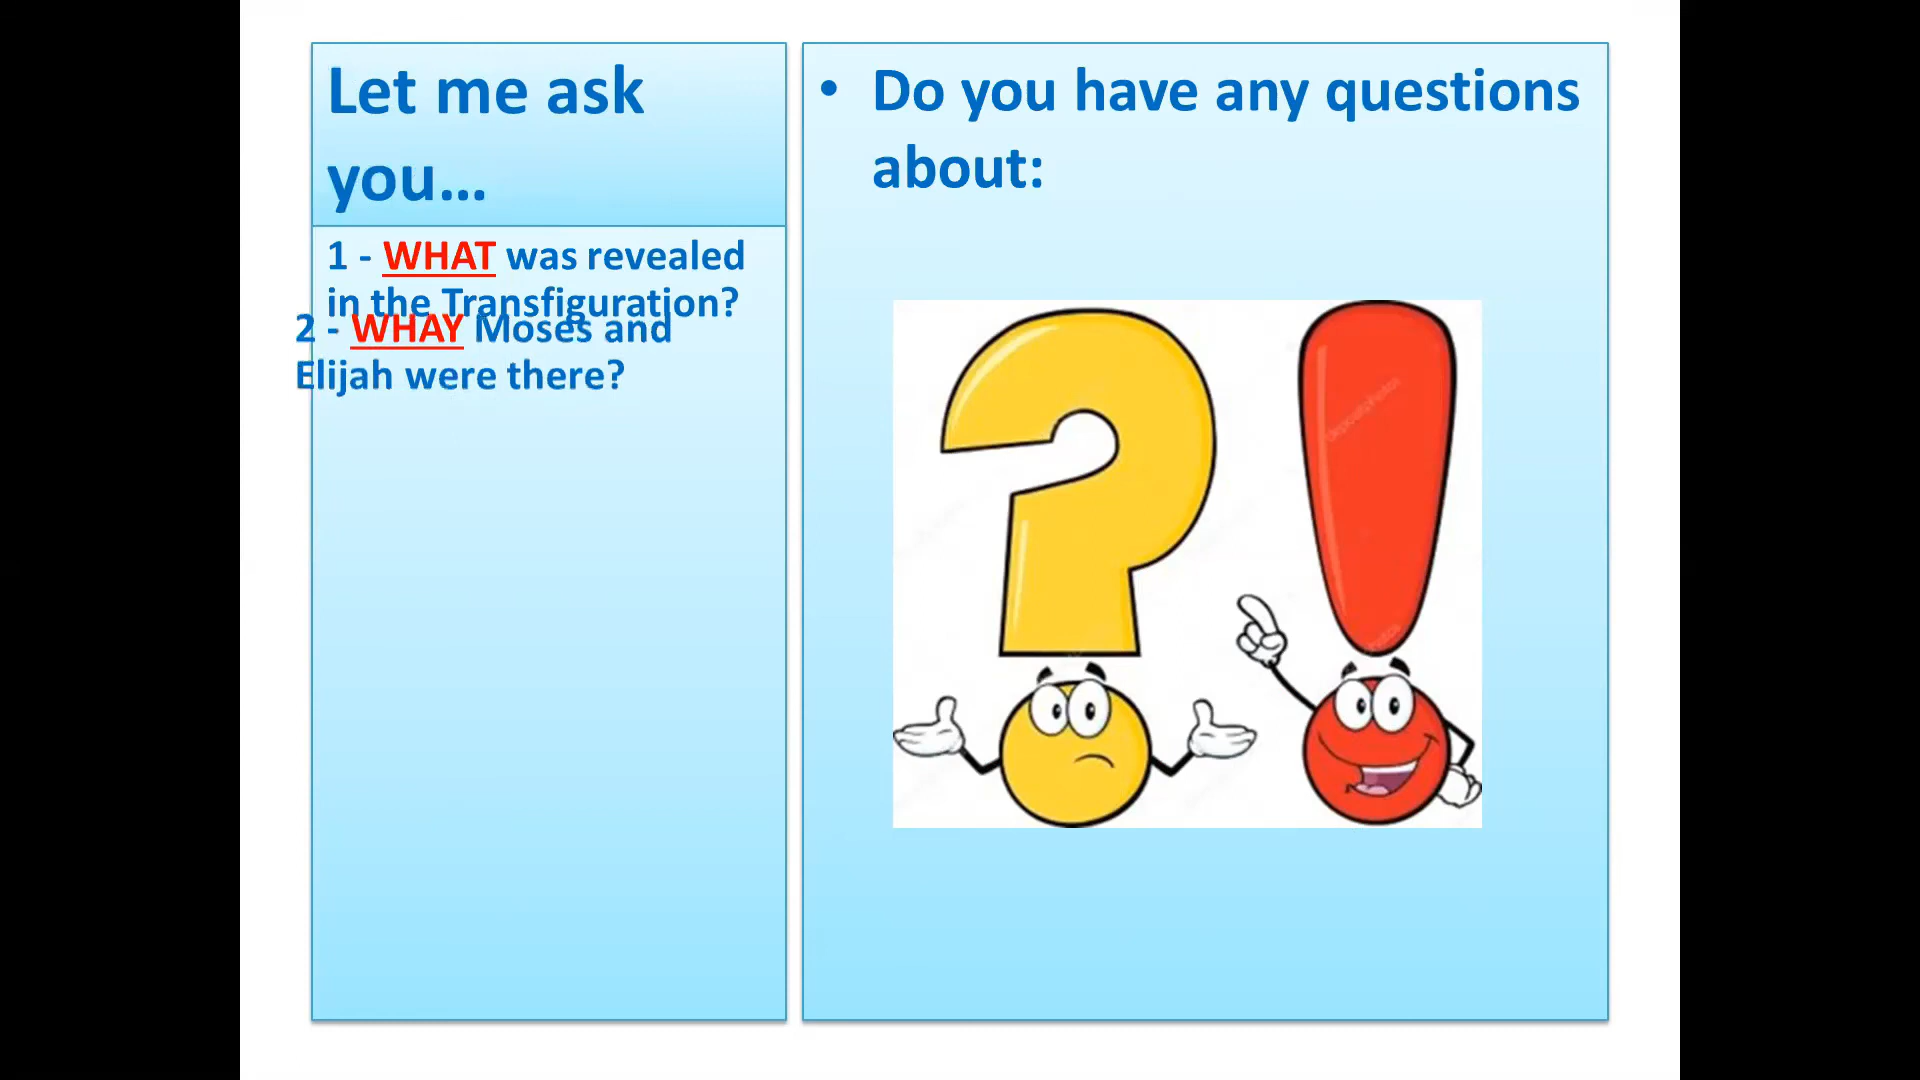 Let me ask
you...
1 - WHAT was revealed
in the Transfiguration?
2 - WHAY Moses and
Elijah were there?
• Do you have any questions
about:
depositphotos